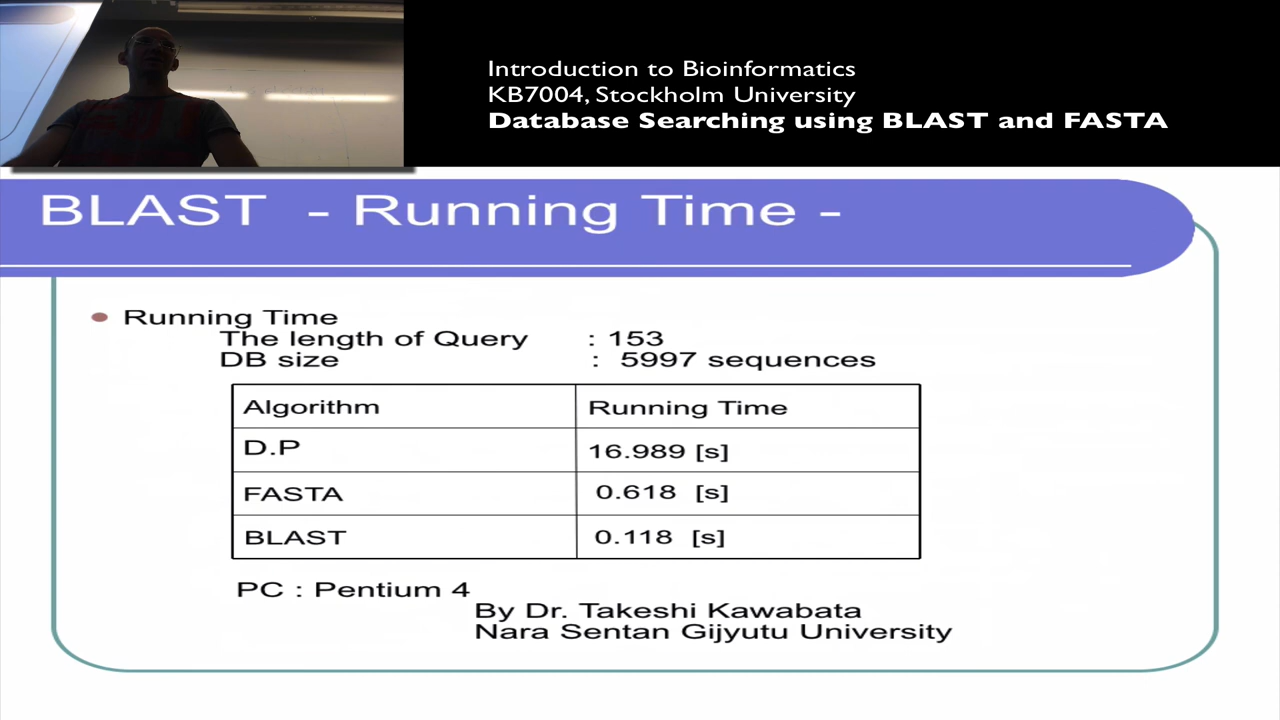 Introduction to Bioinformatics
KB7004, Stockholm University
Database Searching using BLAST and FASTA
BLAST - Running Time -
Running Time
The length of Query : 153
DB size : 5997 sequences
Algorithm Running Time
D.P 16.989 [s]
FASTA 0.618 [s]
BLAST 0.118 [s]
PC : Pentium 4
By Dr. Takeshi Kawabata
Nara Sentan Gijyutu University